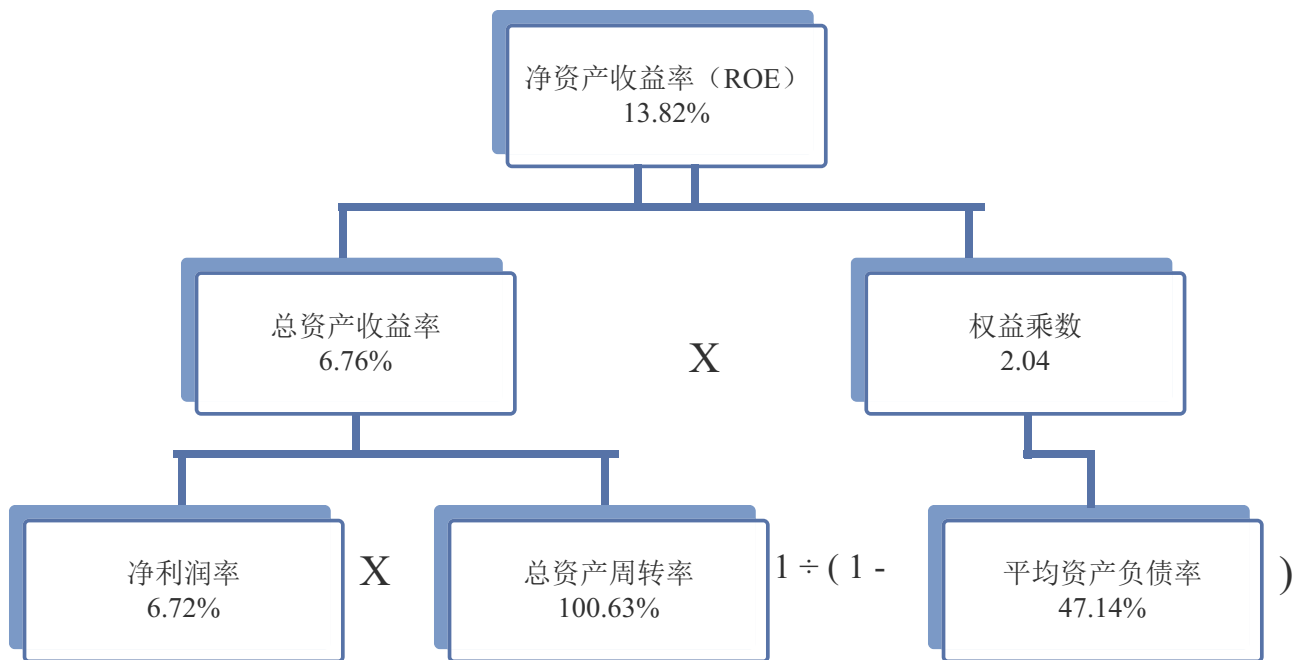 净资产收益率（ROE）
13.82%
总资产收益率
6.76%
X
权益乘数
2.04
净利润率
6.72%
X
总资产周转率
100.63%
1 ÷ ( 1 -
平均资产负债率
47.14%
)